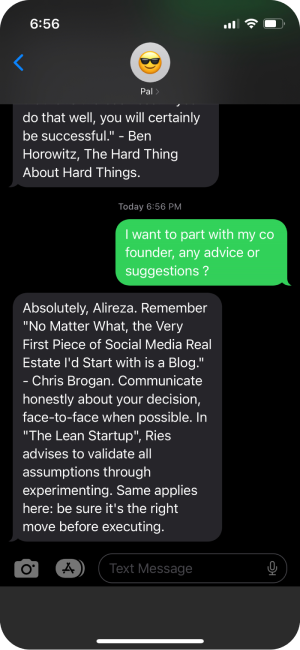 6:56
Pal
do that well, you will certainly
be successful." - Ben
Horowitz, The Hard Thing
About Hard Things.
Today 6:56 PM
I want to part with my co
founder, any advice or
suggestions ?
Absolutely, Alireza. Remember
"No Matter What, the Very
First Piece of Social Media Real
Estate I'd Start with is a Blog."
- Chris Brogan. Communicate
honestly about your decision,
face-to-face when possible. In
"The Lean Startup", Ries
advises to validate all
assumptions through
experimenting. Same applies
here: be sure it's the right
move before executing.
Text Message